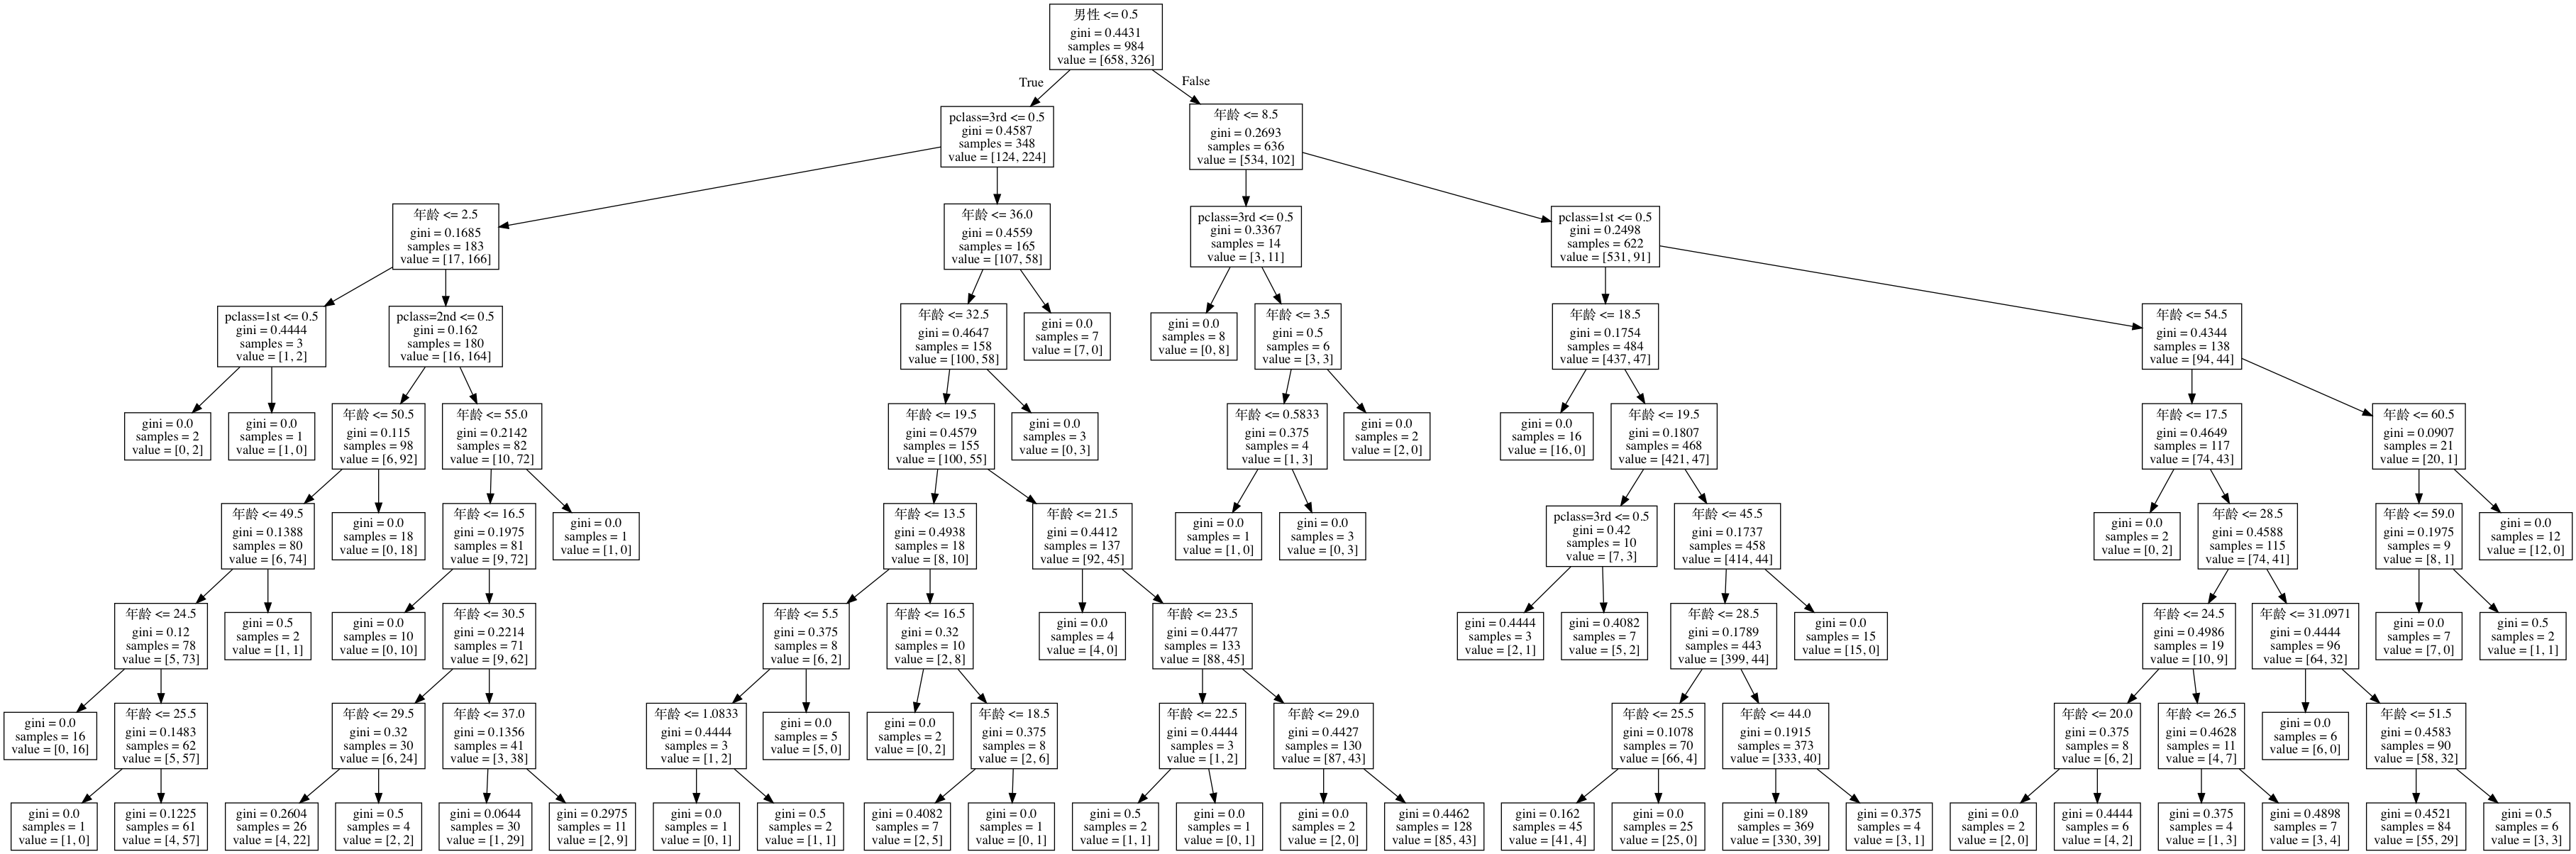 男性 <= 0.5
gini = 0.4431
samples = 984
value = [658, 326]
True
False
pclass=3rd <= 0.5
gini = 0.4587
samples = 348
value = [124, 224]
年龄 <= 8.5
gini = 0.2693
samples = 636
value = [534, 102]
年龄 <= 2.5
gini = 0.1685
samples = 183
value = [17, 166]
年龄 <= 36.0
gini = 0.4559
samples = 165
value = [107, 58]
pclass=3rd <= 0.5
gini = 0.3367
samples = 14
value = [3, 11]
pclass=1st <= 0.5
gini = 0.2498
samples = 622
value = [531, 91]
pclass=1st <= 0.5
gini = 0.4444
samples = 3
value = [1, 2]
pclass=2nd <= 0.5
gini = 0.162
samples = 180
value = [16, 164]
年龄 <= 32.5
gini = 0.4647
samples = 158
value = [100, 58]
gini = 0.0
samples = 7
value = [7, 0]
gini = 0.0
samples = 8
value = [0, 8]
年龄 <= 3.5
gini = 0.5
samples = 6
value = [3, 3]
年龄 <= 18.5
gini = 0.1754
samples = 484
value = [437, 47]
年龄 <= 54.5
gini = 0.4344
samples = 138
value = [94, 44]
gini = 0.0
samples = 2
value = [0, 2]
gini = 0.0
samples = 1
value = [1, 0]
年龄 <= 50.5
gini = 0.115
samples = 98
value = [6, 92]
年龄 <= 55.0
gini = 0.2142
samples = 82
value = [10, 72]
年龄 <= 19.5
gini = 0.4579
samples = 155
value = [100, 55]
gini = 0.0
samples = 3
value = [0, 3]
年龄 <= 0.5833
gini = 0.375
samples = 4
value = [1, 3]
gini = 0.0
samples = 2
value = [2, 0]
gini = 0.0
samples = 16
value = [16, 0]
年龄 <= 19.5
gini = 0.1807
samples = 468
value = [421, 47]
年龄 <= 17.5
gini = 0.4649
samples = 117
value = [74, 43]
年龄 <= 60.5
gini = 0.0907
samples = 21
value = [20, 1]
年龄 <= 49.5
gini = 0.1388
samples = 80
value = [6, 74]
gini = 0.0
samples = 18
value = [0, 18]
年龄 <= 16.5
gini = 0.1975
samples = 81
value = [9, 72]
gini = 0.0
samples = 1
value = [1, 0]
年龄 <= 13.5
gini = 0.4938
samples = 18
value = [8, 10]
年龄 <= 21.5
gini = 0.4412
samples = 137
value = [92, 45]
gini = 0.0
samples = 1
value = [1, 0]
gini = 0.0
samples = 3
value = [0, 3]
pclass=3rd <= 0.5
gini = 0.42
samples = 10
value = [7, 3]
年龄 <= 45.5
gini = 0.1737
samples = 458
value = [414, 44]
gini = 0.0
samples = 2
value = [0, 2]
年龄 <= 28.5
gini = 0.4588
samples = 115
value = [74, 41]
年龄 <= 59.0
gini = 0.1975
samples = 9
value = [8, 1]
gini = 0.0
samples = 12
value = [12, 0]
年龄 <= 24.5
gini = 0.12
samples = 78
value = [5, 73]
gini = 0.5
samples = 2
value = [1, 1]
gini = 0.0
samples = 10
value = [0, 10]
年龄 <= 30.5
gini = 0.2214
samples = 71
value = [9, 62]
年龄 <= 5.5
gini = 0.375
samples = 8
value = [6, 2]
年龄 <= 16.5
gini = 0.32
samples = 10
value = [2, 8]
gini = 0.0
samples = 4
value = [4, 0]
年龄 <= 23.5
gini = 0.4477
samples = 133
value = [88, 45]
gini = 0.4444
samples = 3
value = [2, 1]
gini = 0.4082
samples = 7
value = [5, 2]
年龄 <= 28.5
gini = 0.1789
samples = 443
value = [399, 44]
gini = 0.0
samples = 15
value = [15, 0]
年龄 <= 24.5
gini = 0.4986
samples = 19
value = [10, 9]
年龄 <= 31.0971
gini = 0.4444
samples = 96
value = [64, 32]
gini = 0.0
samples = 7
value = [7, 0]
gini = 0.5
samples = 2
value = [1, 1]
gini = 0.0
samples = 16
value = [0, 16]
年龄 <= 25.5
gini = 0.1483
samples = 62
value = [5, 57]
年龄 <= 29.5
gini = 0.32
samples = 30
value = [6, 24]
年龄 <= 37.0
gini = 0.1356
samples = 41
value = [3, 38]
年龄 <= 1.0833
gini = 0.4444
samples = 3
value = [1, 2]
gini = 0.0
samples = 5
value = [5, 0]
gini = 0.0
samples = 2
value = [0, 2]
年龄 <= 18.5
gini = 0.375
samples = 8
value = [2, 6]
年龄 <= 22.5
gini = 0.4444
samples = 3
value = [1, 2]
年龄 <= 29.0
gini = 0.4427
samples = 130
value = [87, 43]
年龄 <= 25.5
gini = 0.1078
samples = 70
value = [66, 4]
年龄 <= 44.0
gini = 0.1915
samples = 373
value = [333, 40]
年龄 <= 20.0
gini = 0.375
samples = 8
value = [6, 2]
年龄 <= 26.5
gini = 0.4628
samples = 11
value = [4, 7]
gini = 0.0
samples = 6
value = [6, 0]
年龄 <= 51.5
gini = 0.4583
samples = 90
value = [58, 32]
gini = 0.0
samples = 1
value = [1, 0]
gini = 0.1225
samples = 61
value = [4, 57]
gini = 0.2604
samples = 26
value = [4, 22]
gini = 0.5
samples = 4
value = [2, 2]
gini = 0.0644
samples = 30
value = [1, 29]
gini = 0.2975
samples = 11
value = [2, 9]
gini = 0.0
samples = 1
value = [0, 1]
gini = 0.5
samples = 2
value = [1, 1]
gini = 0.4082
samples = 7
value = [2, 5]
gini = 0.0
samples = 1
value = [0, 1]
gini = 0.5
samples = 2
value = [1, 1]
gini = 0.0
samples = 1
value = [0, 1]
gini = 0.0
samples = 2
value = [2, 0]
gini = 0.4462
samples = 128
value = [85, 43]
gini = 0.162
samples = 45
value = [41, 4]
gini = 0.0
samples = 25
value = [25, 0]
gini = 0.189
samples = 369
value = [330, 39]
gini = 0.375
samples = 4
value = [3, 1]
gini = 0.0
samples = 2
value = [2, 0]
gini = 0.4444
samples = 6
value = [4, 2]
gini = 0.375
samples = 4
value = [1, 3]
gini = 0.4898
samples = 7
value = [3, 4]
gini = 0.4521
samples = 84
value = [55, 29]
gini = 0.5
samples = 6
value = [3, 3]